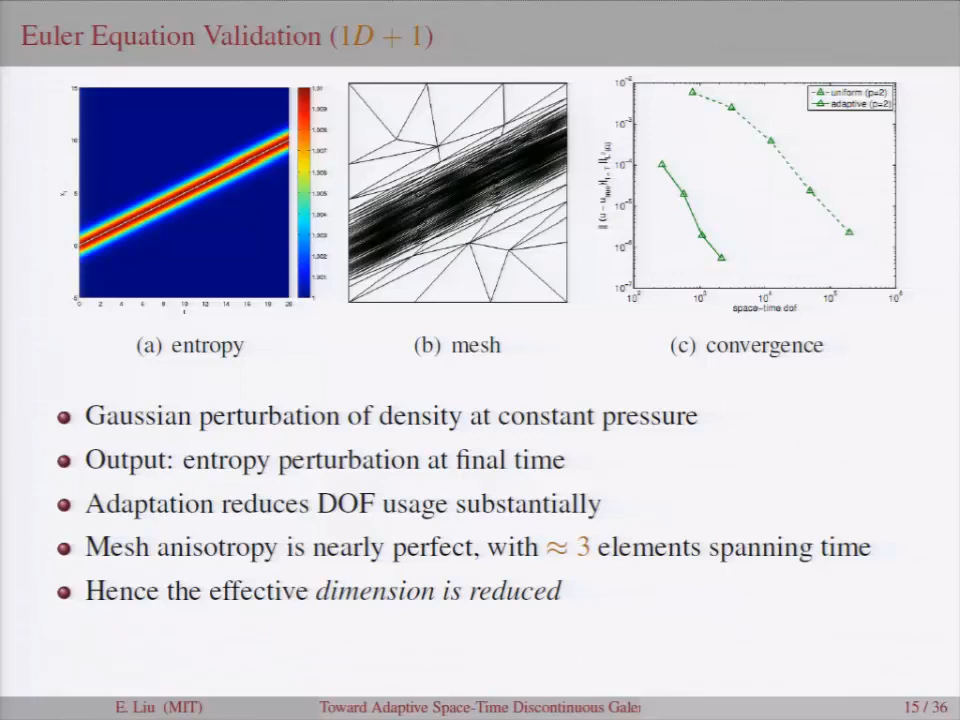 Euler Equation Validation (1D + 1)
uniform (p=2)
adaptive (p=2)
space-time dof
(a) entropy
(b) mesh
(c) convergence
Gaussian perturbation of density at constant pressure
Output: entropy perturbation at final time
Adaptation reduces DOF usage substantially
Mesh anisotropy is nearly perfect, with ≈ 3 elements spanning time
Hence the effective dimension is reduced
E. Liu (MIT)
Toward Adaptive Space-Time Discontinuous Galer
15 / 36